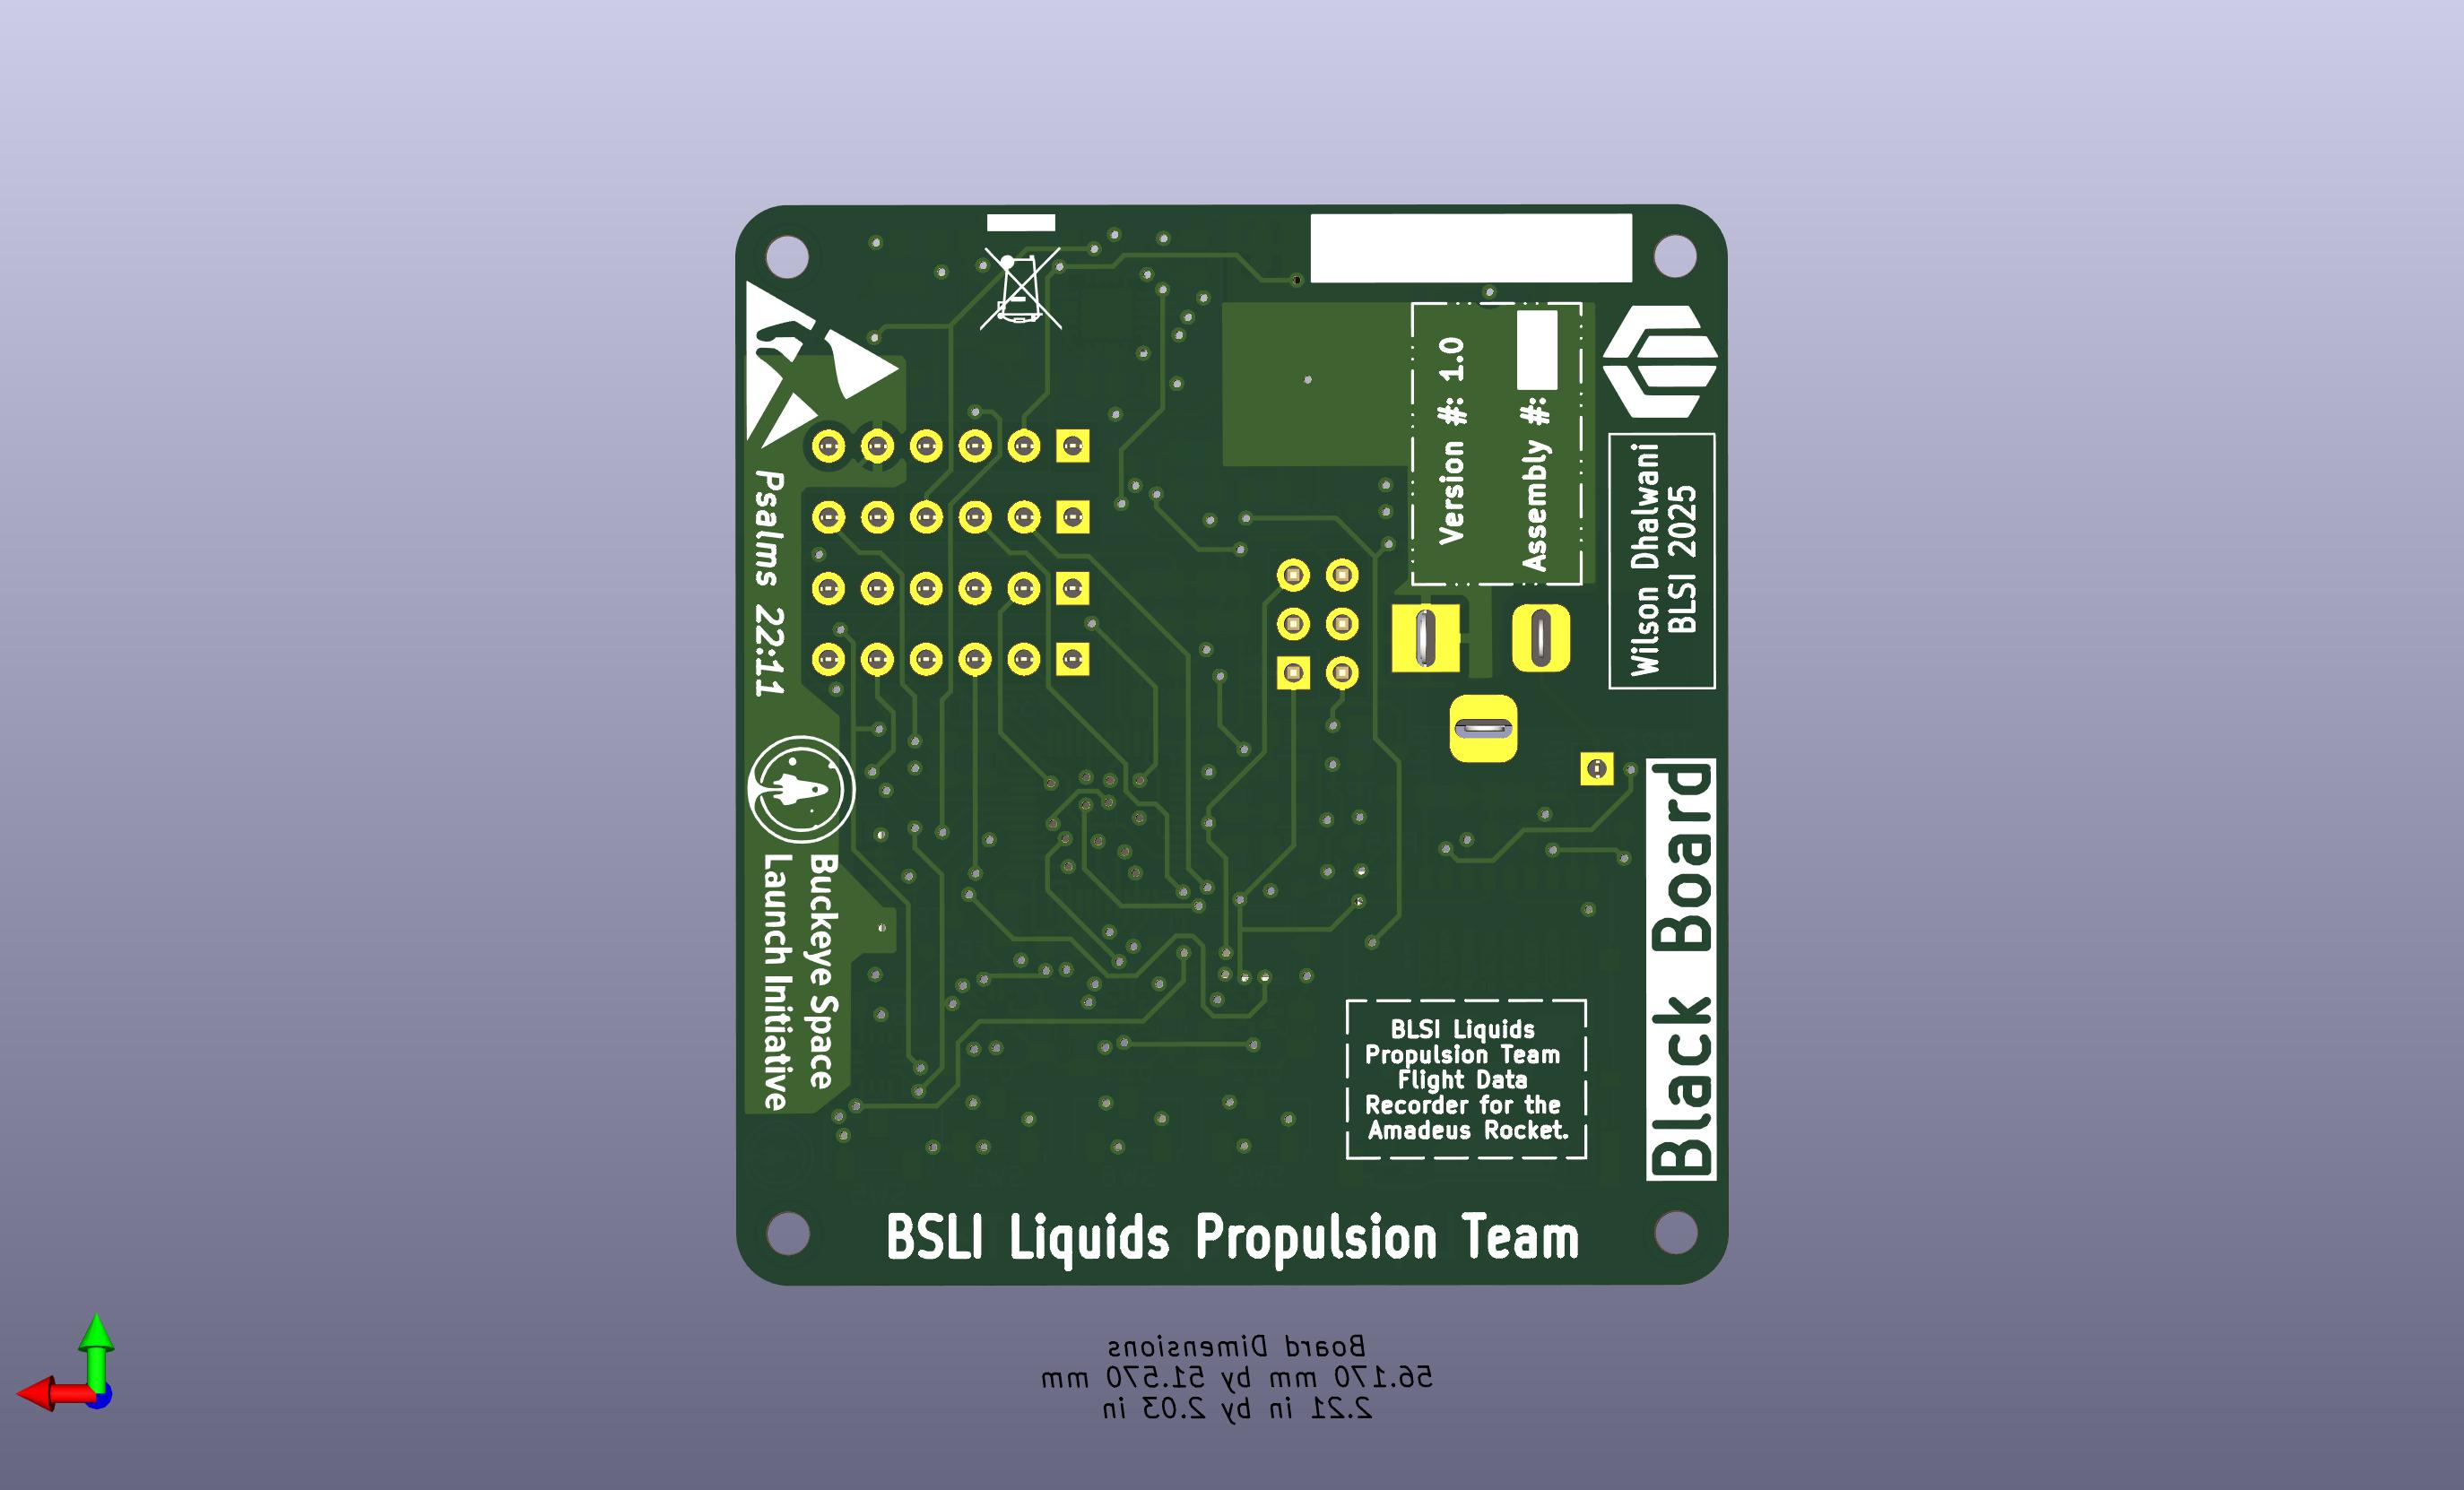 Version #: 1.0
Assembly #:
Wilson Dhalwani
BLSI 2025
Psalms 22:11
Buckeye Space
Launch Initiative
Black Board
BLSI Liquids
Propulsion Team
Flight Data
Recorder for the
Amadeus Rocket.
BSLI Liquids Propulsion Team
Board Dimensions
56.170 mm by 51.570 mm
2.21 in by 2.03 in